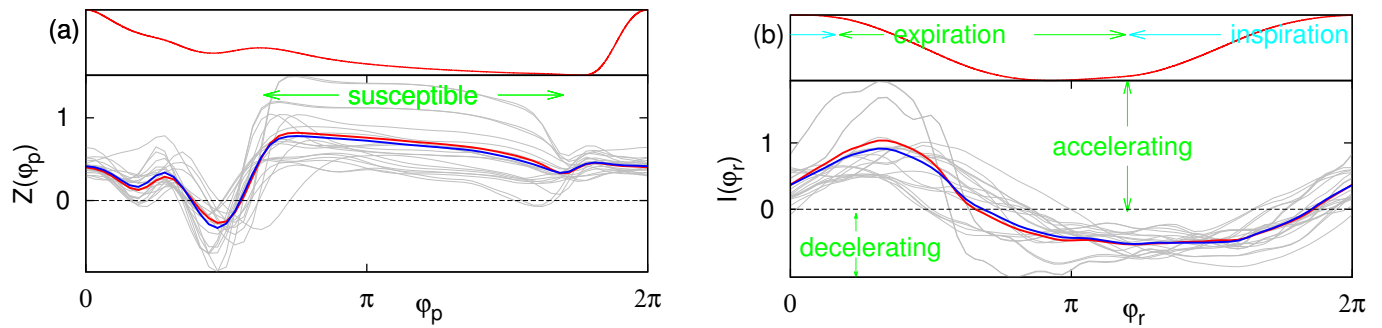 (a)
susceptible
1
0
Z(φp)
0
π
φp
2π
(b)
expiration
inspiration
accelerating
1
0
decelerating
I(φr)
0
π
φr
2π